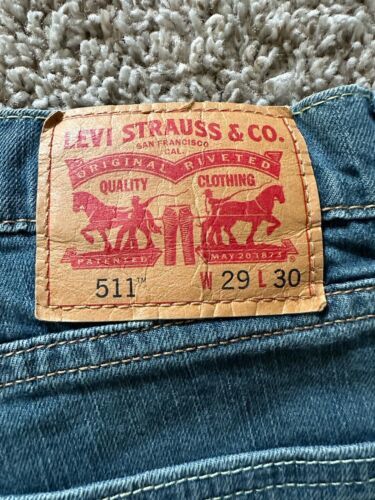 LEVI STRAUSS & CO.
SAN FRANCISCO
CAL.
ORIGINAL RIVETED
QUALITY CLOTHING
PATENTED MAY 20 1873
511™ W 29 L 30